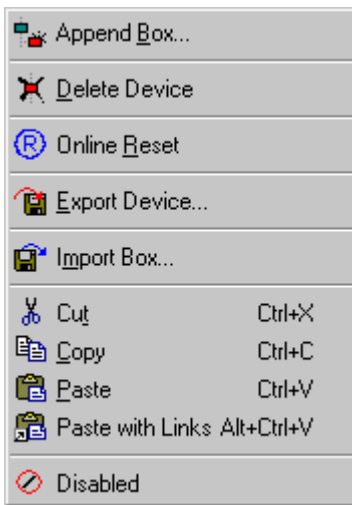 Append Box...
Delete Device
Online Reset
Export Device...
Import Box...
Cut Ctrl+X
Copy Ctrl+C
Paste Ctrl+V
Paste with Links Alt+Ctrl+V
Disabled